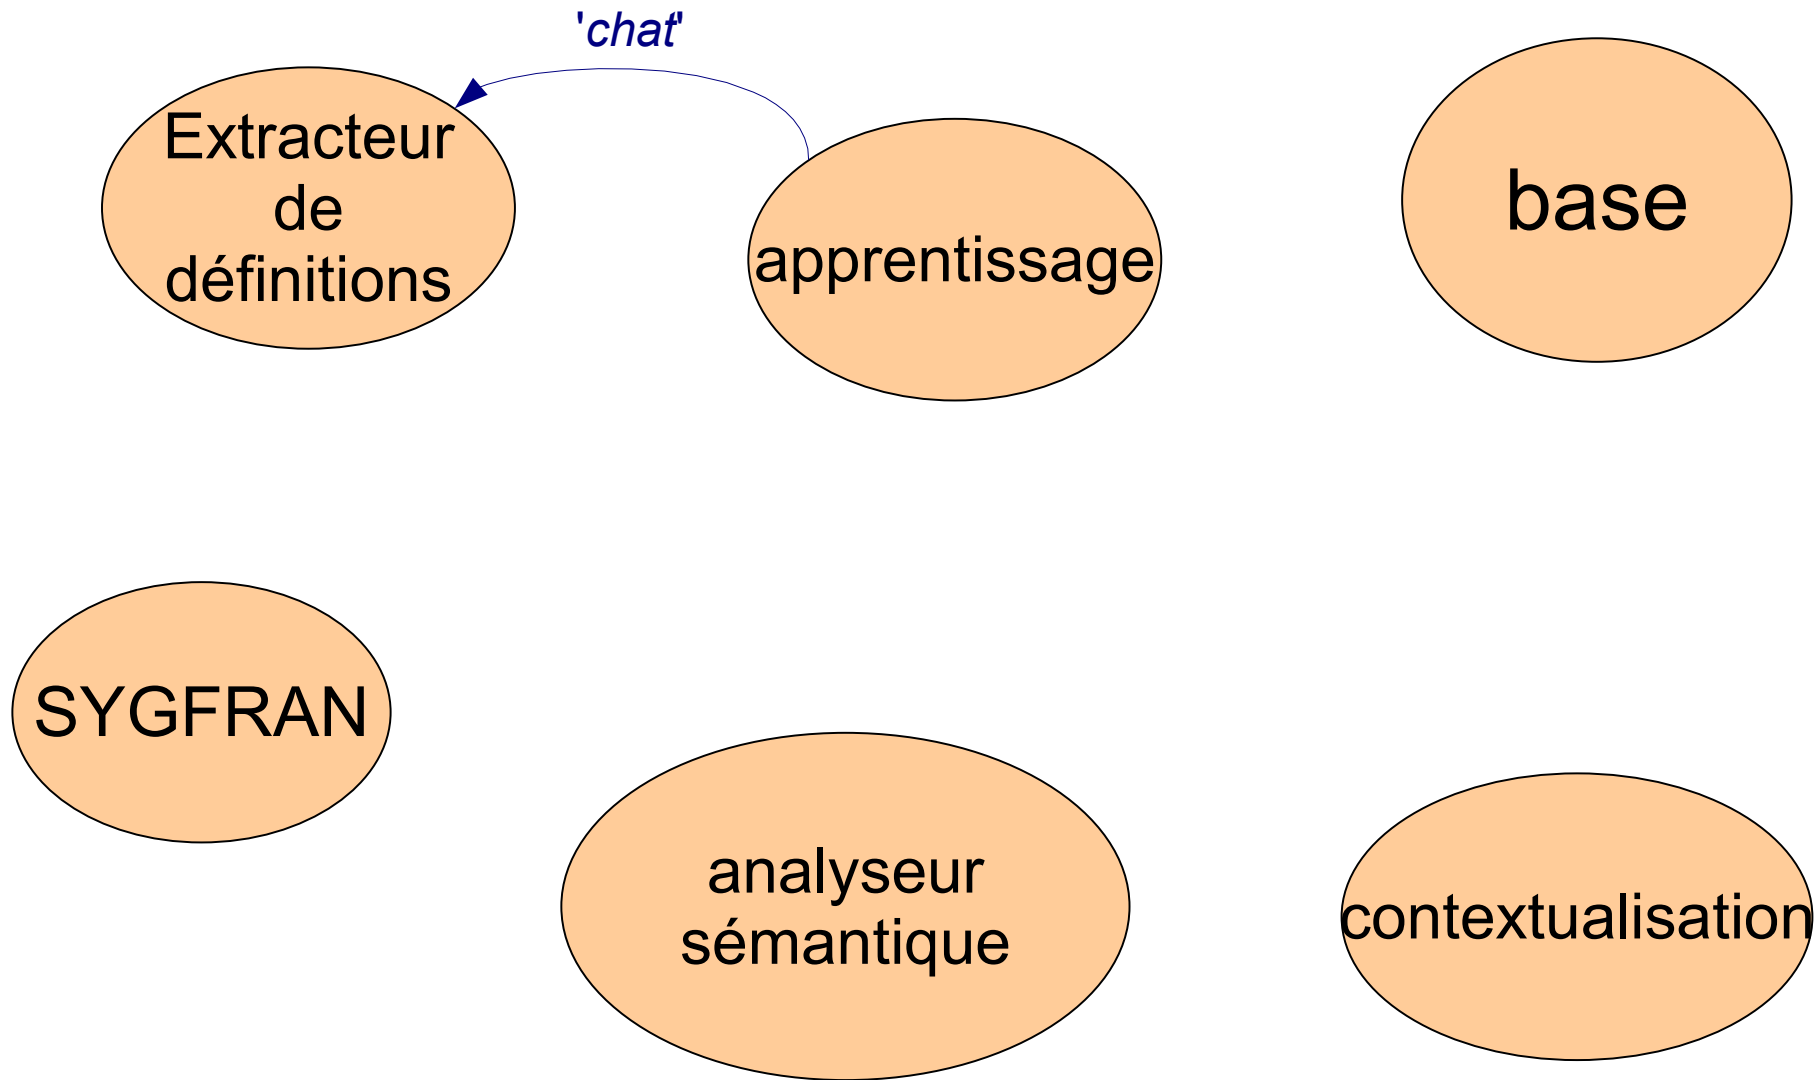 'chat'
Extracteur
de
définitions
apprentissage
base
SYGFRAN
analyseur
sémantique
contextualisation